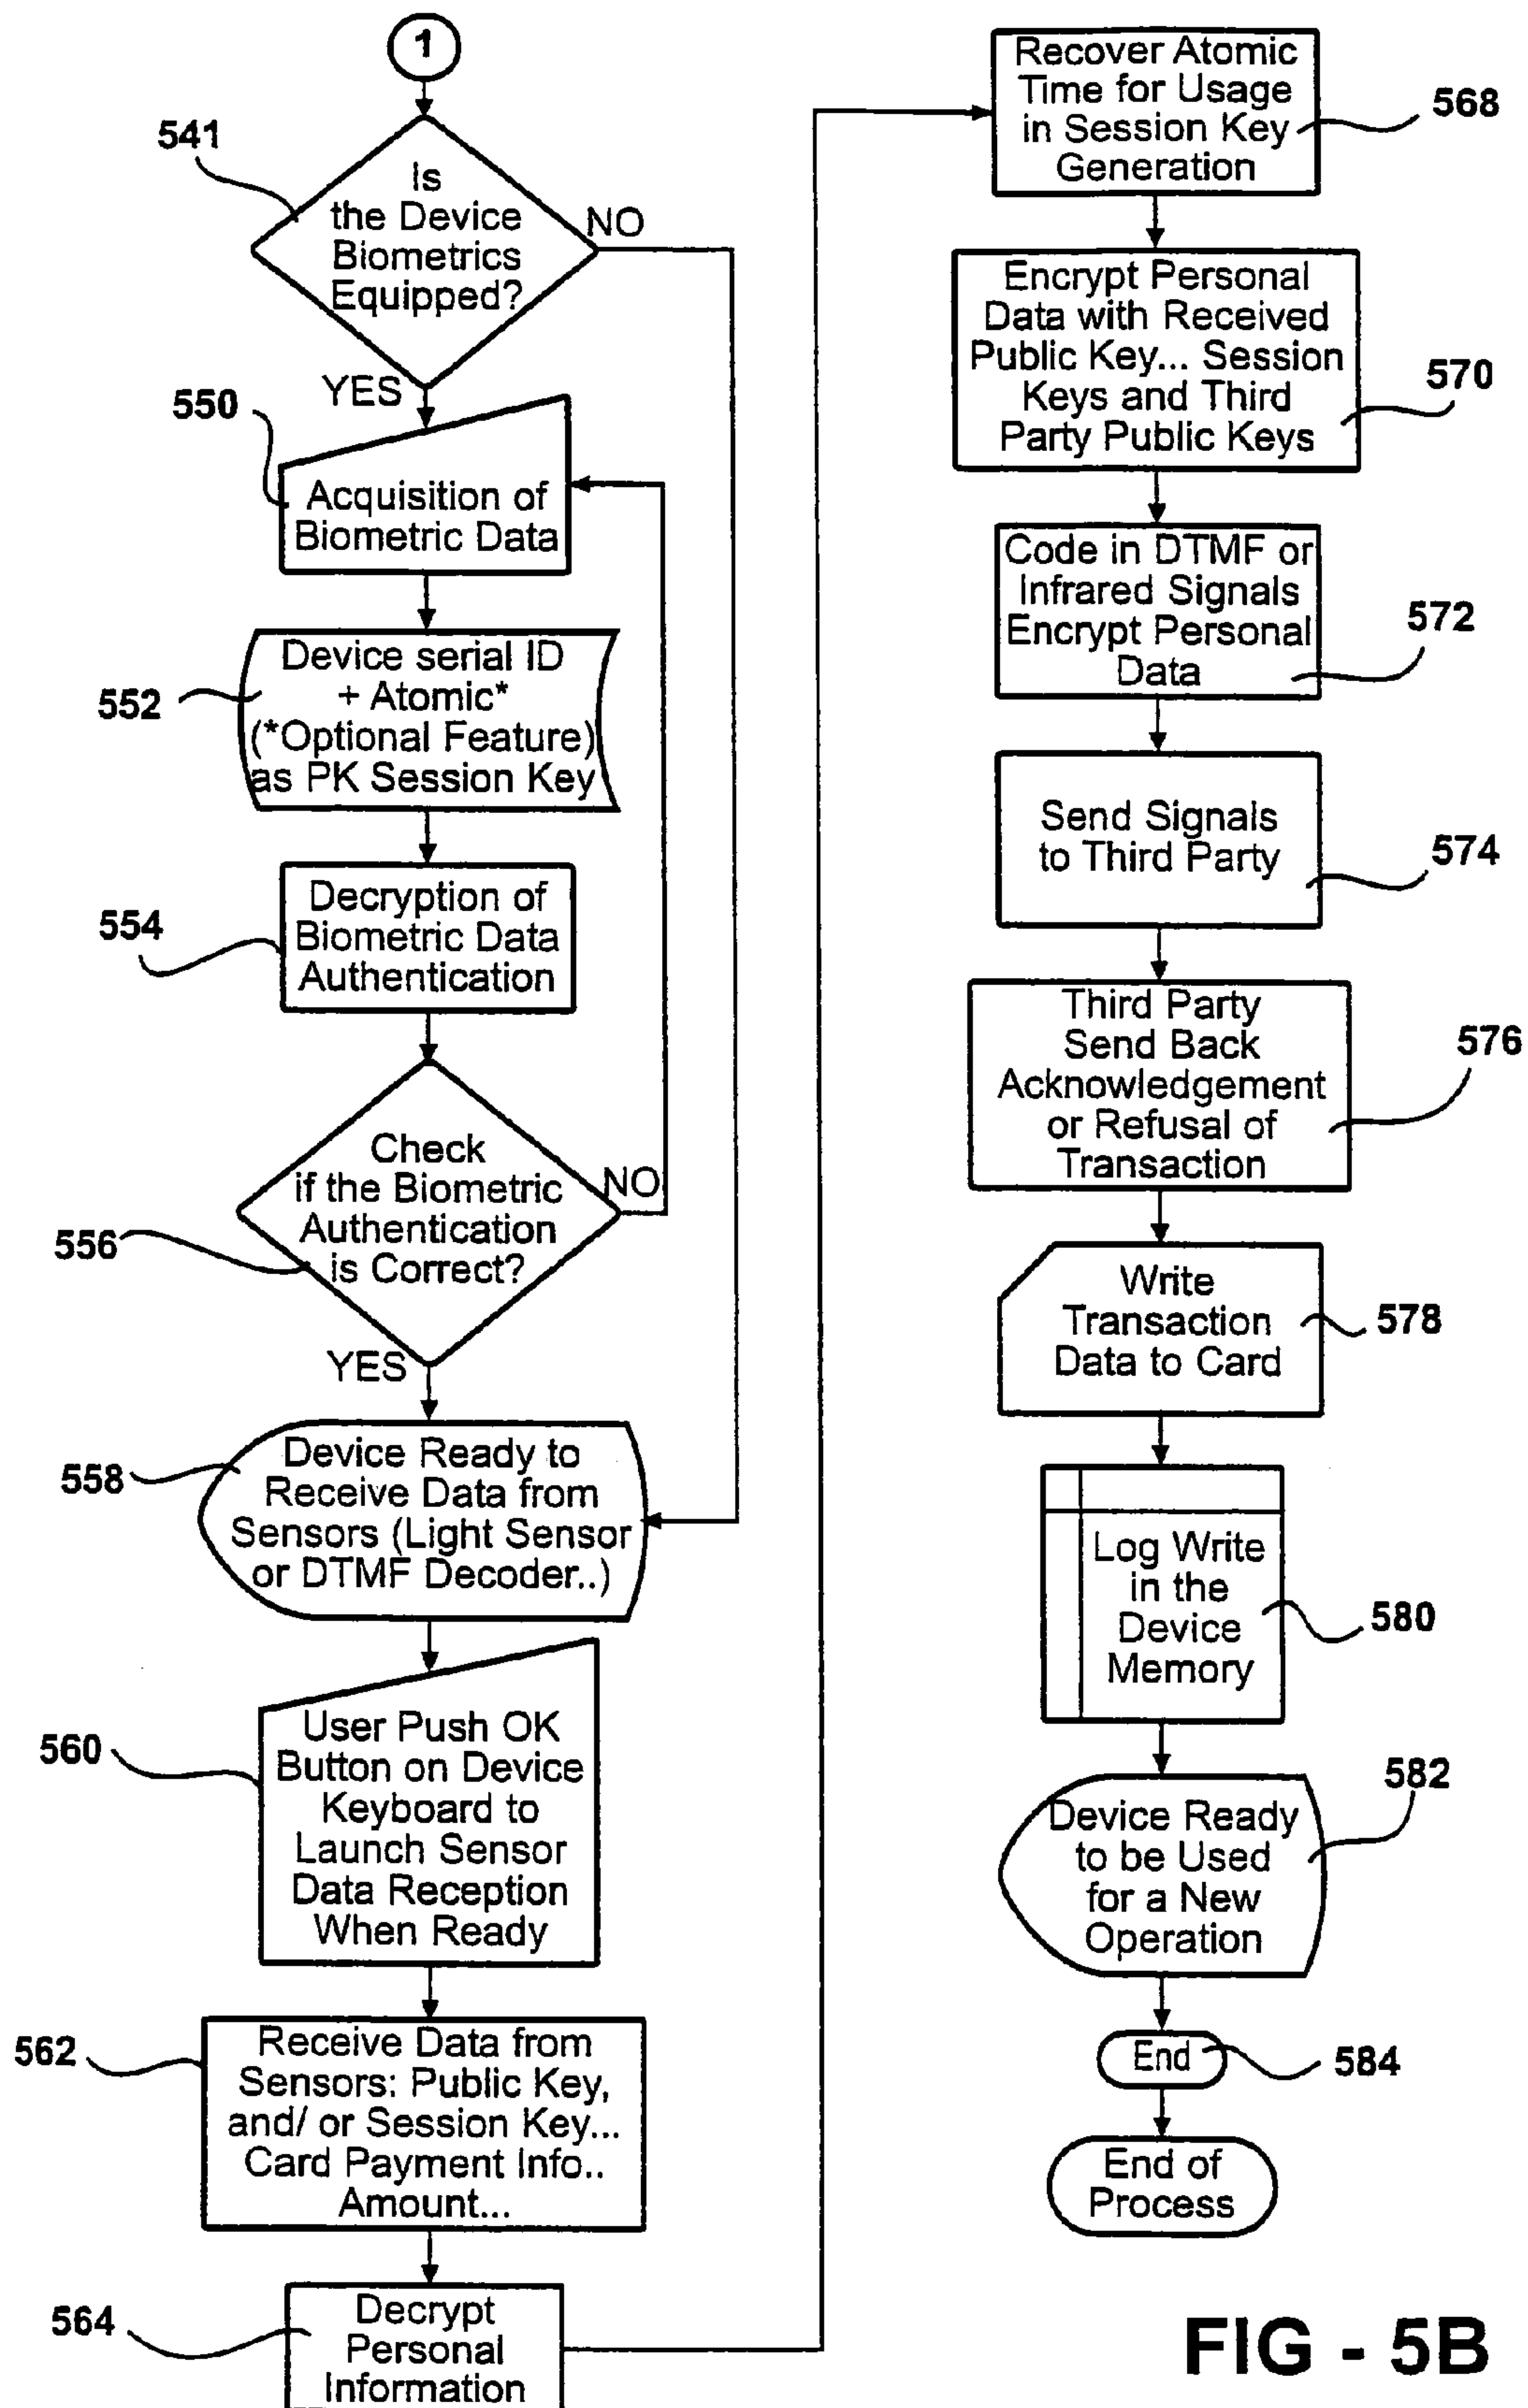 1
541
Is
the Device
Biometrics
Equipped?
NO
YES
550
Acquisition of
Biometric Data
552
Device serial ID
+ Atomic*
(*Optional Feature)
as PK Session Key
554
Decryption of
Biometric Data
Authentication
Check
if the Biometric
Authentication
is Correct?
NO
556
YES
558
Device Ready to
Receive Data from
Sensors (Light Sensor
or DTMF Decoder..)
560
User Push OK
Button on Device
Keyboard to
Launch Sensor
Data Reception
When Ready
562
Receive Data from
Sensors: Public Key,
and/ or Session Key...
Card Payment Info..
Amount...
564
Decrypt
Personal
Information
Recover Atomic
Time for Usage
in Session Key
Generation
568
Encrypt Personal
Data with Received
Public Key... Session
Keys and Third
Party Public Keys
570
Code in DTMF or
Infrared Signals
Encrypt Personal
Data
572
Send Signals
to Third Party
574
Third Party
Send Back
Acknowledgement
or Refusal of
Transaction
576
Write
Transaction
Data to Card
578
Log Write
in the
Device
Memory
580
Device Ready
to be Used
for a New
Operation
582
End
584
End of
Process
FIG - 5B